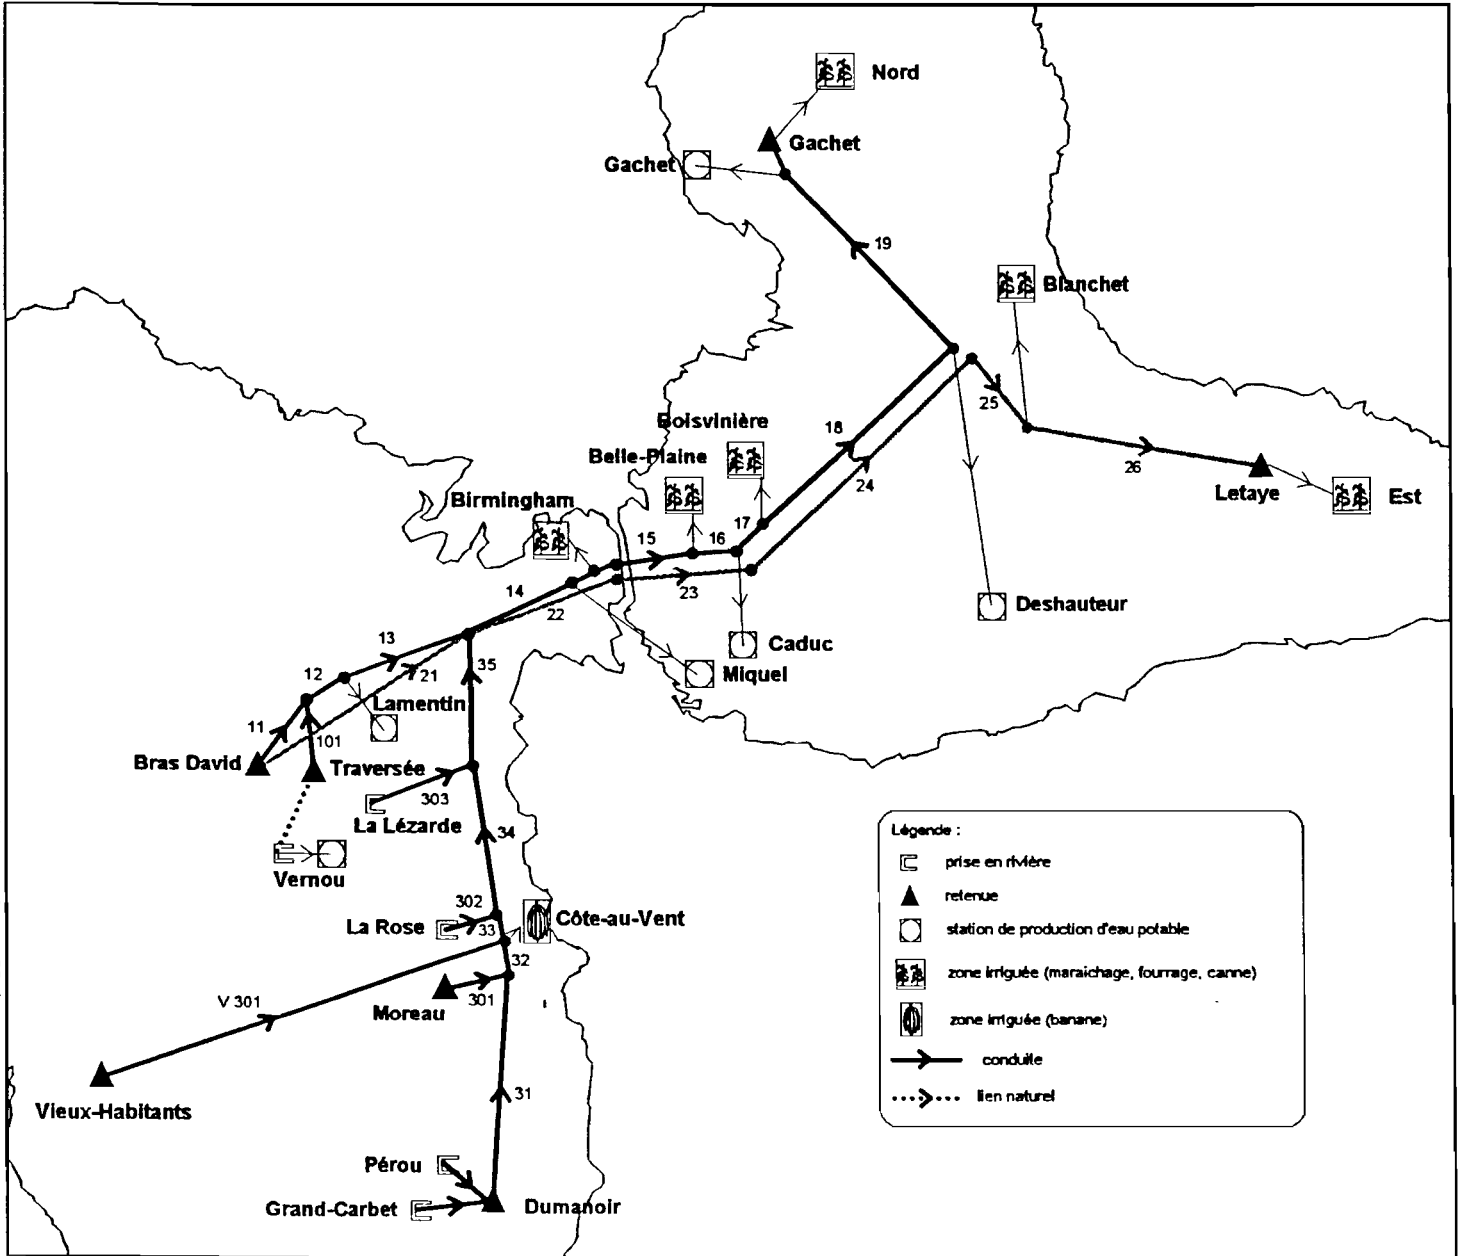 Nord
Gachet
Gachet
19
Blanchet
25
Boisvinière
18
Belle-Plaine
26
24
Letaye
Est
Birmingham
17
15
16
14
22
23
Deshauteur
13
Caduc
35
Miquel
12
21
Lamentin
11
101
Bras David
Traversée
303
La Lézarde
34
Vernou
302
La Rose
33
Côte-au-Vent
32
V 301
301
Moreau
31
Vieux-Habitants
Pérou
Grand-Carbet
Dumanoir
Légende :
prise en rivière
retenue
station de production d'eau potable
zone irriguée (maraichage, fourrage, canne)
zone irriguée (banane)
conduite
lien naturel